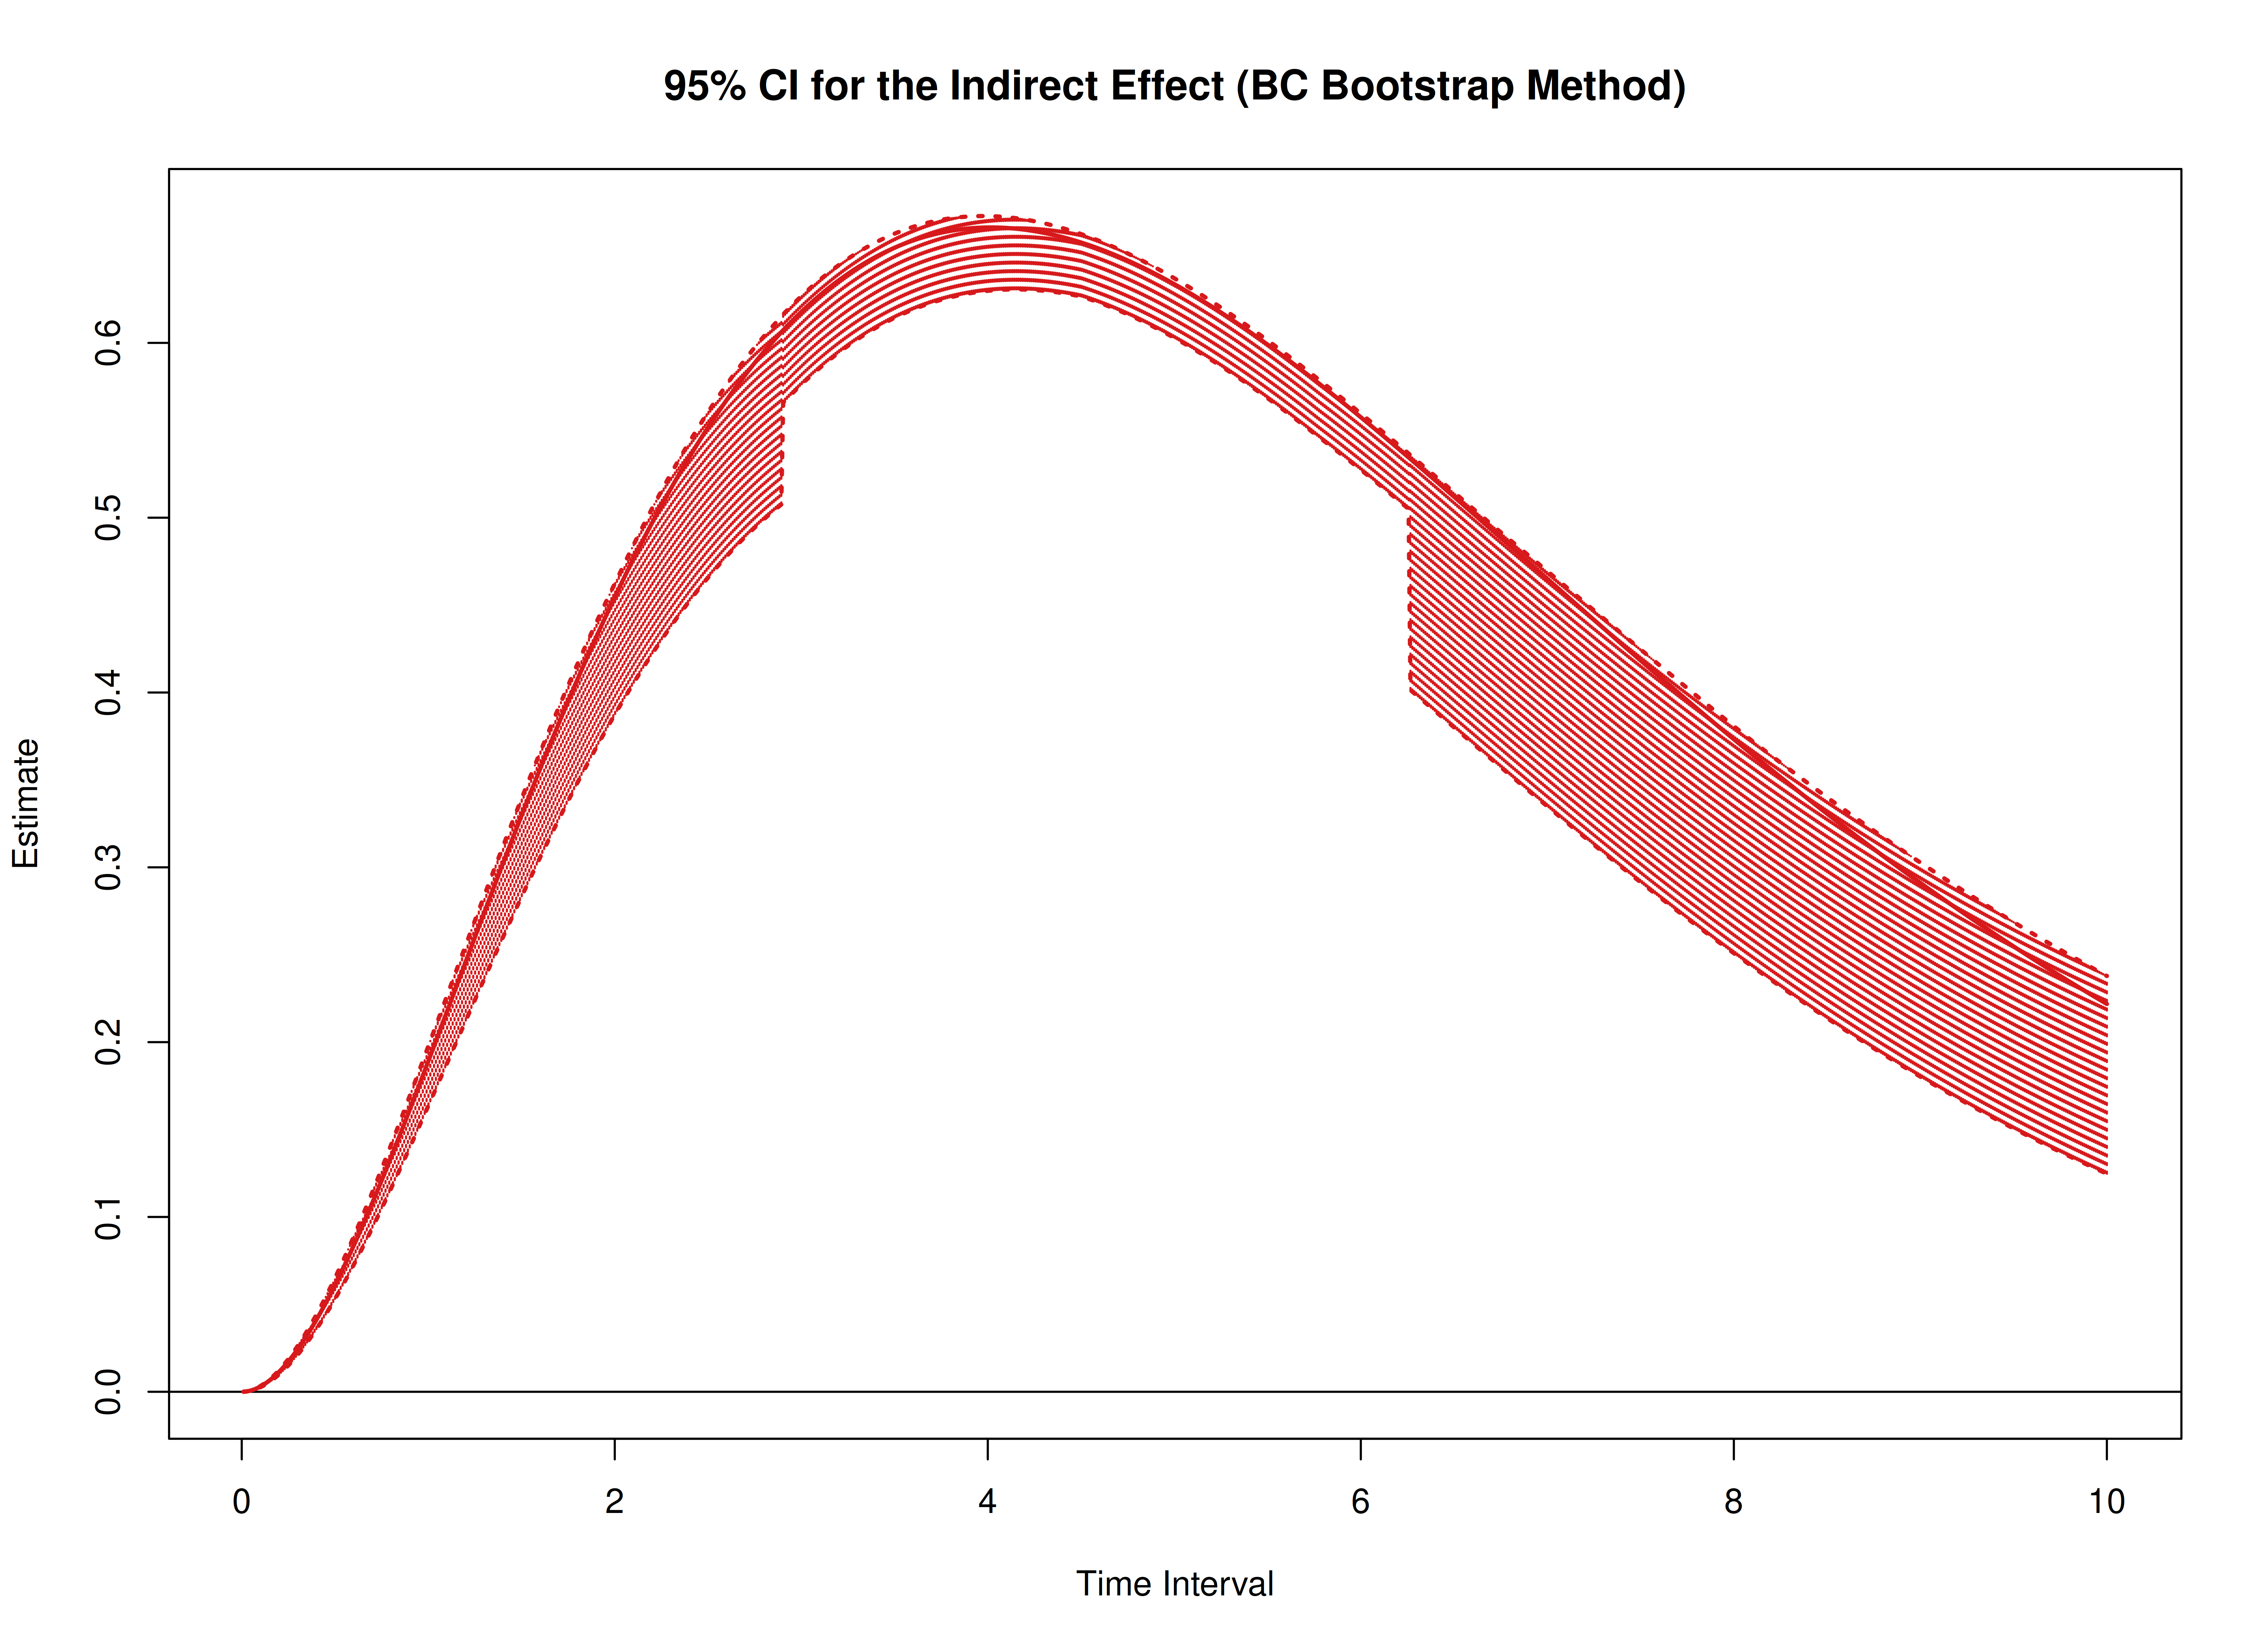 95% CI for the Indirect Effect (BC Bootstrap Method)
Estimate
0.6
0.5
0.4
0.3
0.2
0.1
0.0
0 2 4 6 8 10
Time Interval